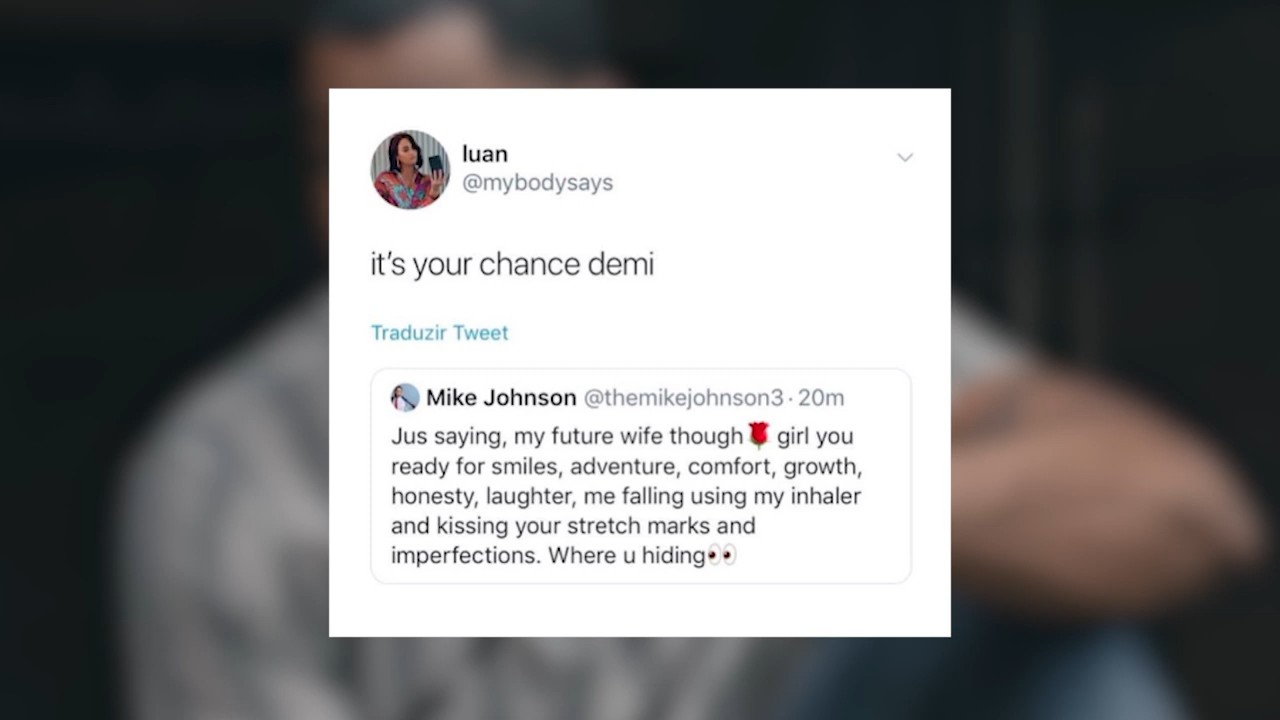 luan
@mybodysays
it's your chance demi
Traduzir Tweet
Mike Johnson @themikejohnson3 · 20m
Jus saying, my future wife though🌹 girl you
ready for smiles, adventure, comfort, growth,
honesty, laughter, me falling using my inhaler
and kissing your stretch marks and
imperfections. Where u hiding👀